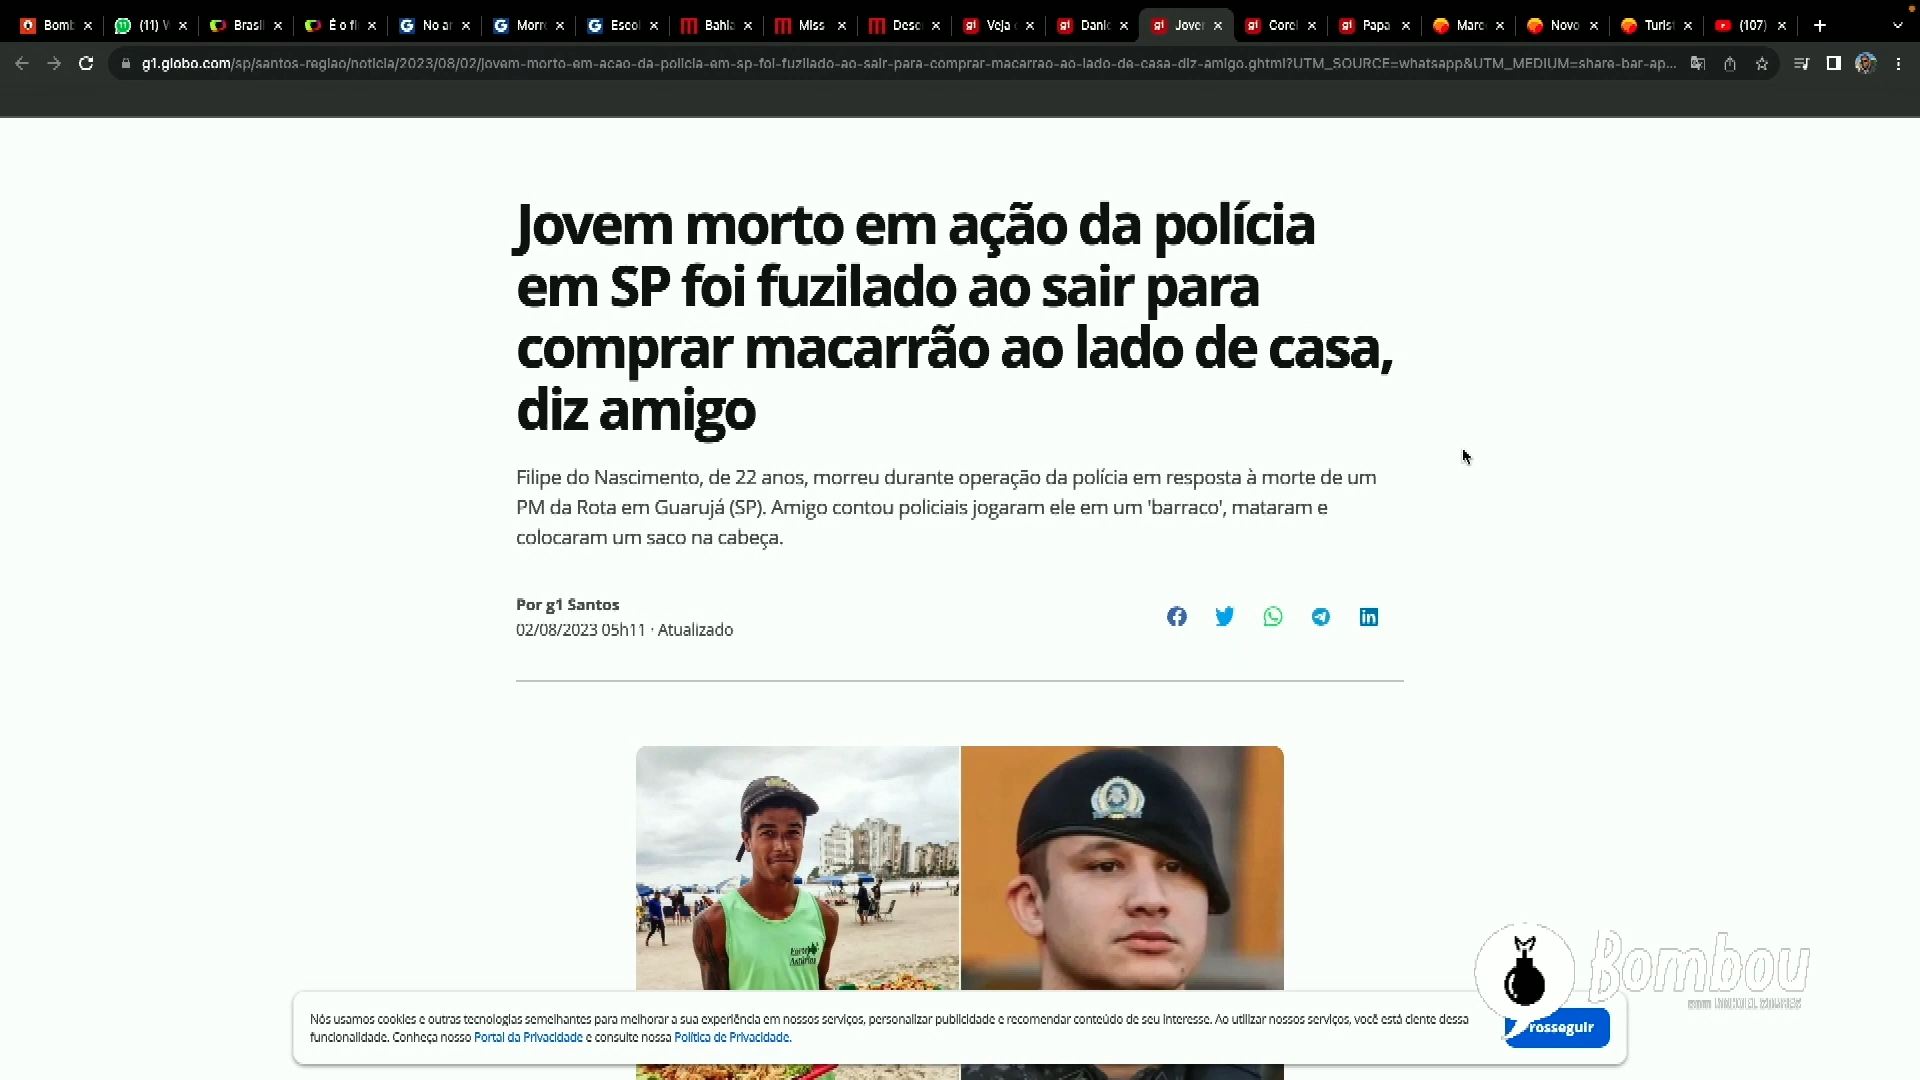 Bomb
(11) V
Brasil
É o fi
No ar
Morro
Escol
Bahia
Miss
Desc
Veja
Danie
Jover
Corel
Papa
Marc
Novo
Turis
(107)
g1.globo.com/sp/santos-regiao/noticia/2023/08/02/jovem-morto-em-acao-da-policia-em-sp-foi-fuzilado-ao-sair-para-comprar-macarrao-ao-lado-de-casa-diz-amigo.ghtml?UTM_SOURCE=whatsapp&UTM_MEDIUM=share-bar-ap...
Jovem morto em ação da polícia
em SP foi fuzilado ao sair para
comprar macarrão ao lado de casa,
diz amigo
Filipe do Nascimento, de 22 anos, morreu durante operação da polícia em resposta à morte de um
PM da Rota em Guarujá (SP). Amigo contou policiais jogaram ele em um 'barraco', mataram e
colocaram um saco na cabeça.
Por g1 Santos
02/08/2023 05h11 · Atualizado
Bombou
Nós usamos cookies e outras tecnologias semelhantes para melhorar a sua experiência em nossos serviços, personalizar publicidade e recomendar conteúdo de seu interesse. Ao utilizar nossos serviços, você está ciente dessa
funcionalidade. Conheça nosso Portal da Privacidade e consulte nossa Política de Privacidade.
rosseguir